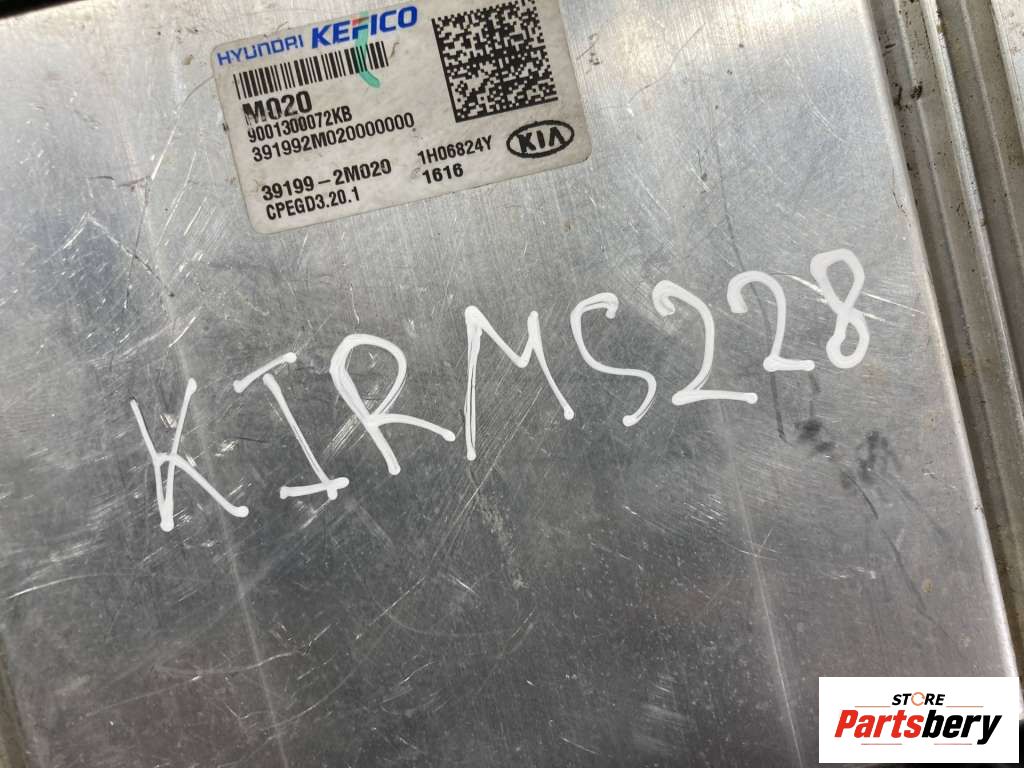 HYUNDAI KEFICO
M020
9001300072KB
391992M020000000
39199-2M020 1H06824Y KIA
CPEGD3.20.1 1616
KIRMS228
STORE
Partsbery